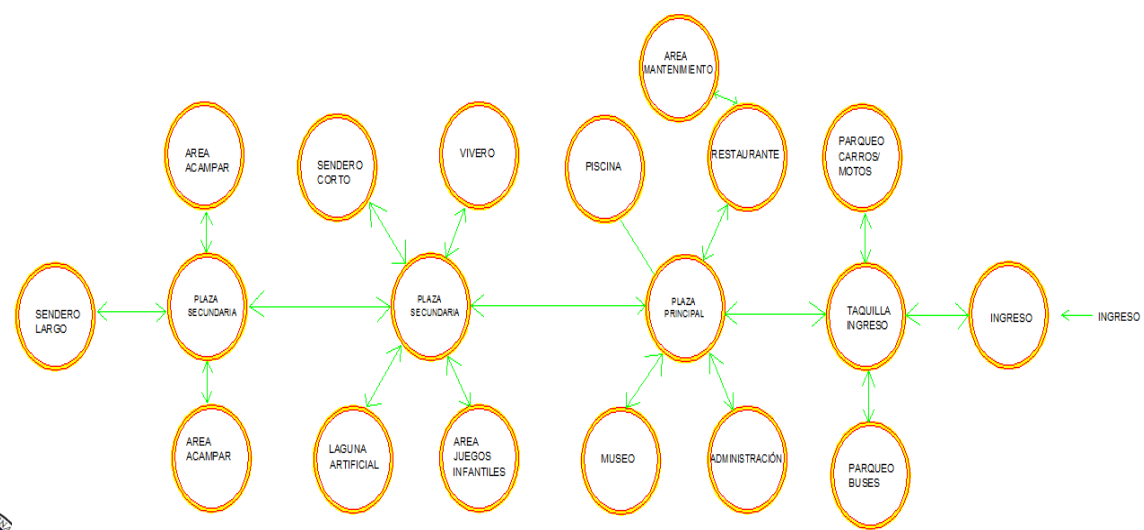 AREA
MANTENIMIENTO
AREA
ACAMPAR
SENDERO
CORTO
VIVERO
PISCINA
RESTAURANTE
PARQUEO
CARROS/
MOTOS
SENDERO
LARGO
PLAZA
SECUNDARIA
PLAZA
SECUNDARIA
PLAZA
PRINCIPAL
TAQUILLA
INGRESO
INGRESO
INGRESO
AREA
ACAMPAR
LAGUNA
ARTIFICIAL
AREA
JUEGOS
INFANTILES
MUSEO
ADMINISTRACIÓN
PARQUEO
BUSES